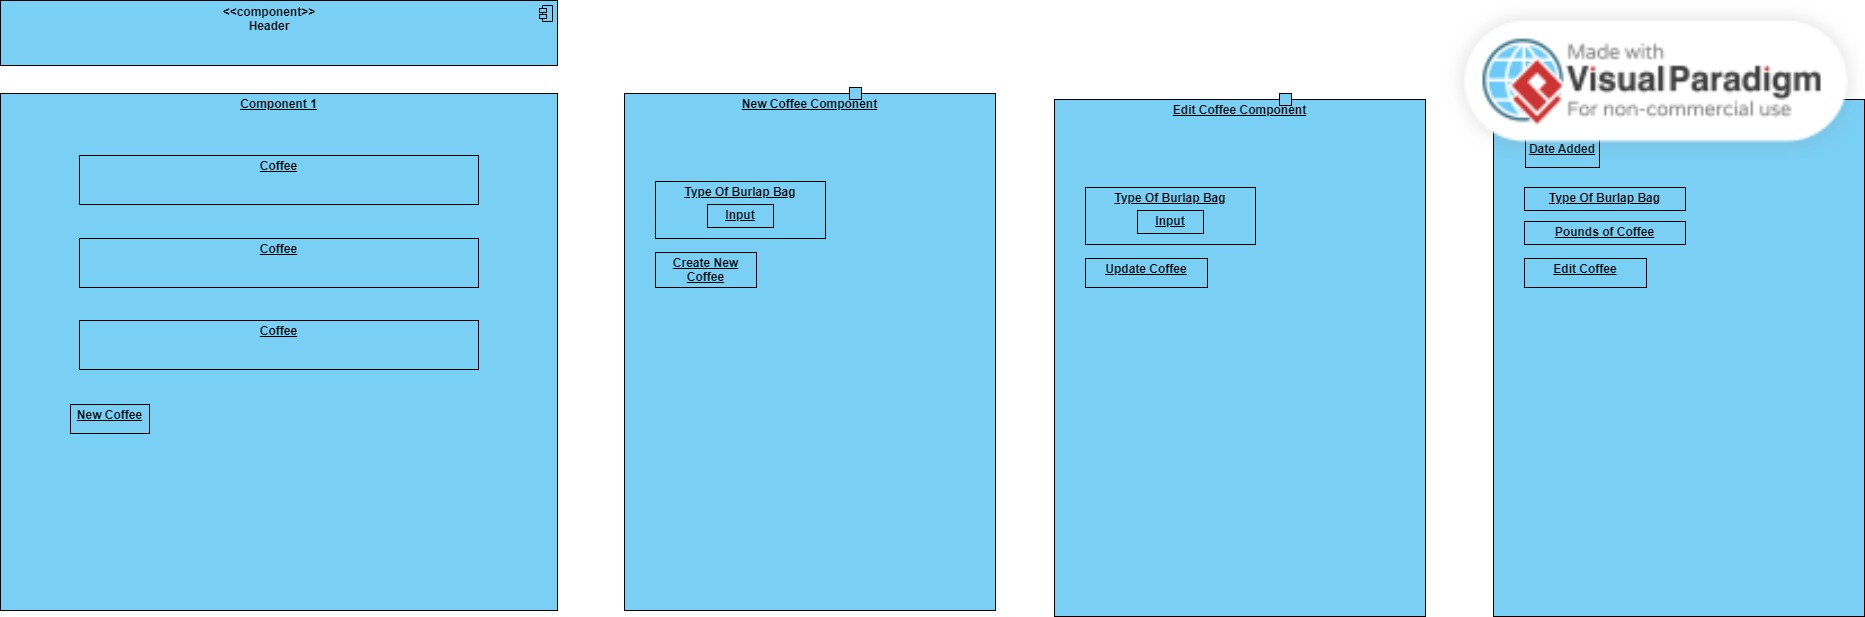 <<component>>
Header
Component 1
Coffee
Coffee
Coffee
New Coffee
New Coffee Component
Type Of Burlap Bag
Input
Create New
Coffee
Edit Coffee Component
Type Of Burlap Bag
Input
Update Coffee
Made with
Visual Paradigm
For non-commercial use
Date Added
Type Of Burlap Bag
Pounds of Coffee
Edit Coffee